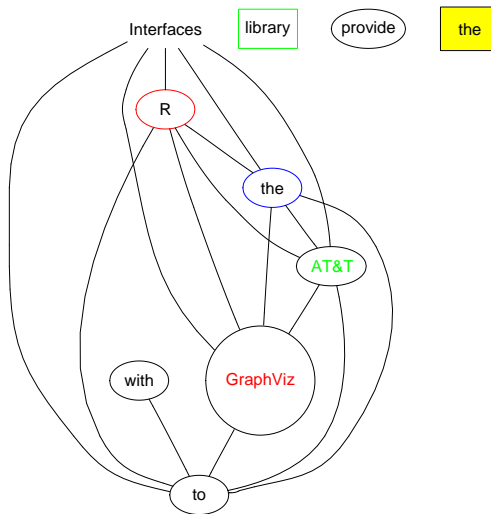 Interfaces
library
provide
the
R
the
AT&T
GraphViz
with
to